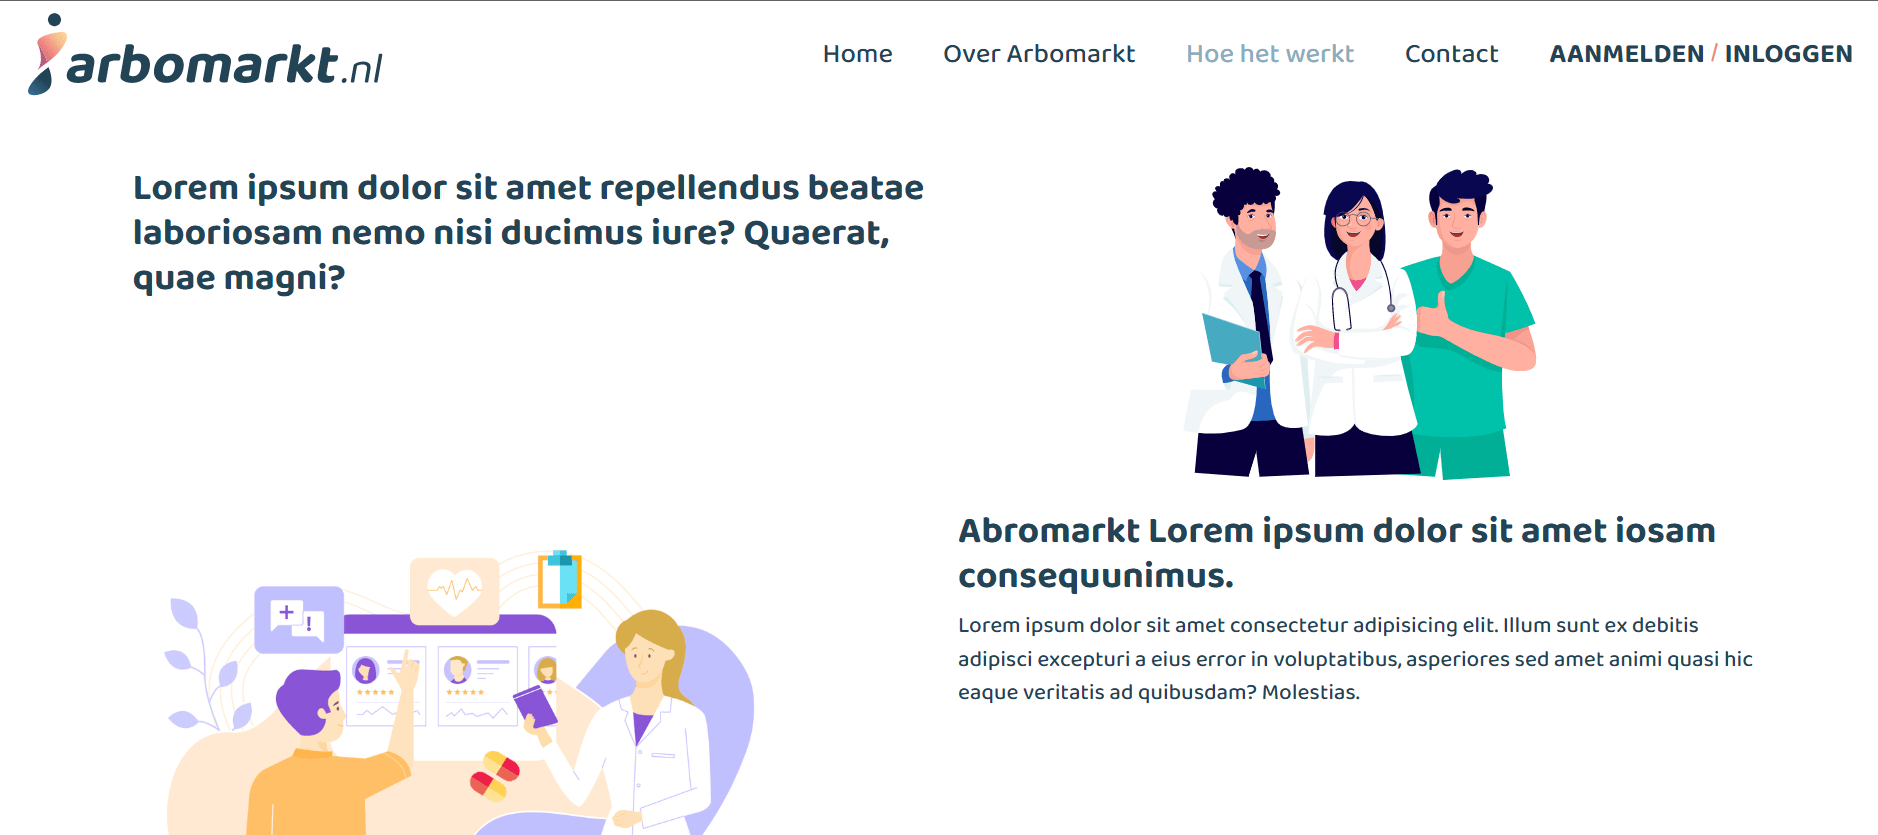 arbomarkt.nl
Home Over Arbomarkt Hoe het werkt Contact AANMELDEN / INLOGGEN
Lorem ipsum dolor sit amet repellendus beatae
laboriosam nemo nisi ducimus iure? Quaerat,
quae magni?
Abromarkt Lorem ipsum dolor sit amet iosam
consequunimus.
Lorem ipsum dolor sit amet consectetur adipisicing elit. Illum sunt ex debitis
adipisci excepturi a eius error in voluptatibus, asperiores sed amet animi quasi hic
eaque veritatis ad quibusdam? Molestias.